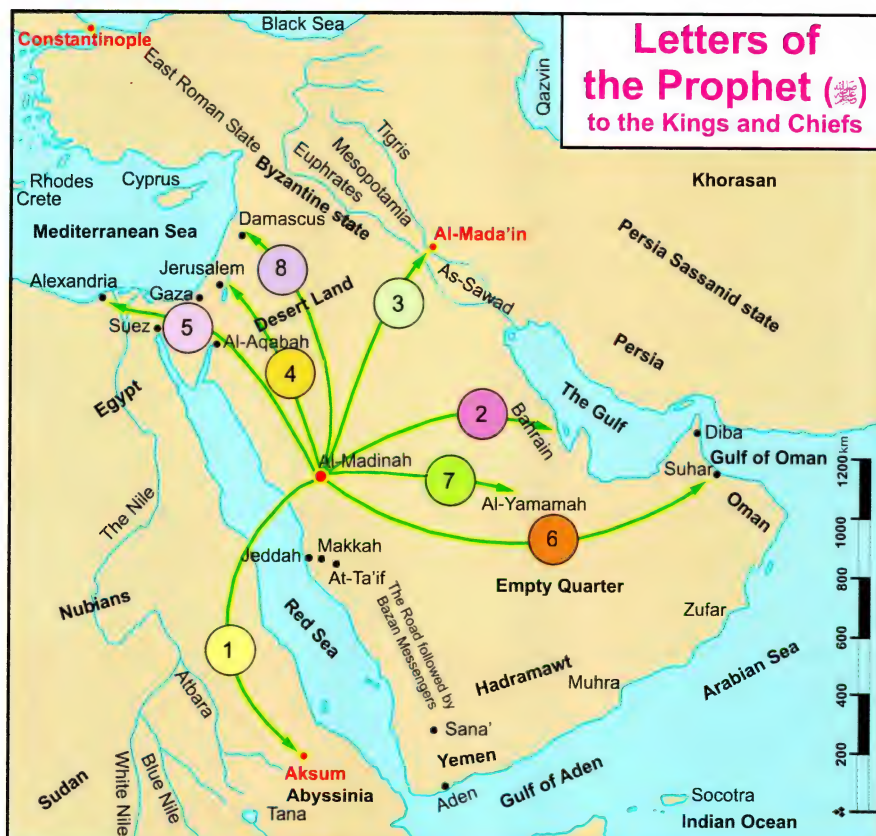 Letters of
the Prophet (ﷺ)
to the Kings and Chiefs
Black Sea
Constantinople
East Roman State
Qazvin
Tigris
Mesopotamia
Euphrates
Byzantine state
Khorasan
Rhodes
Crete
Cyprus
Mediterranean Sea
Damascus
Al-Mada'in
Persia Sassanid state
8
Jerusalem
Alexandria
Gaza
Desert Land
3
As-Sawad
5
Suez
Al-Aqabah
4
Persia
Egypt
2
Bahrain
The Gulf
Diba
Gulf of Oman
Al-Madinah
7
Suhar
Al-Yamamah
Oman
The Nile
6
Jeddah
Makkah
At-Ta'if
Empty Quarter
Nubians
Red Sea
The Road followed by
Bazan Messengers
Zufar
1
Hadramawt
Muhra
Arabian Sea
Atbara
Sana'
Yemen
Aksum
Abyssinia
Aden
Gulf of Aden
Sudan
White Nile
Blue Nile
Tana
Socotra
Indian Ocean
1200 km
1000
800
600
400
200